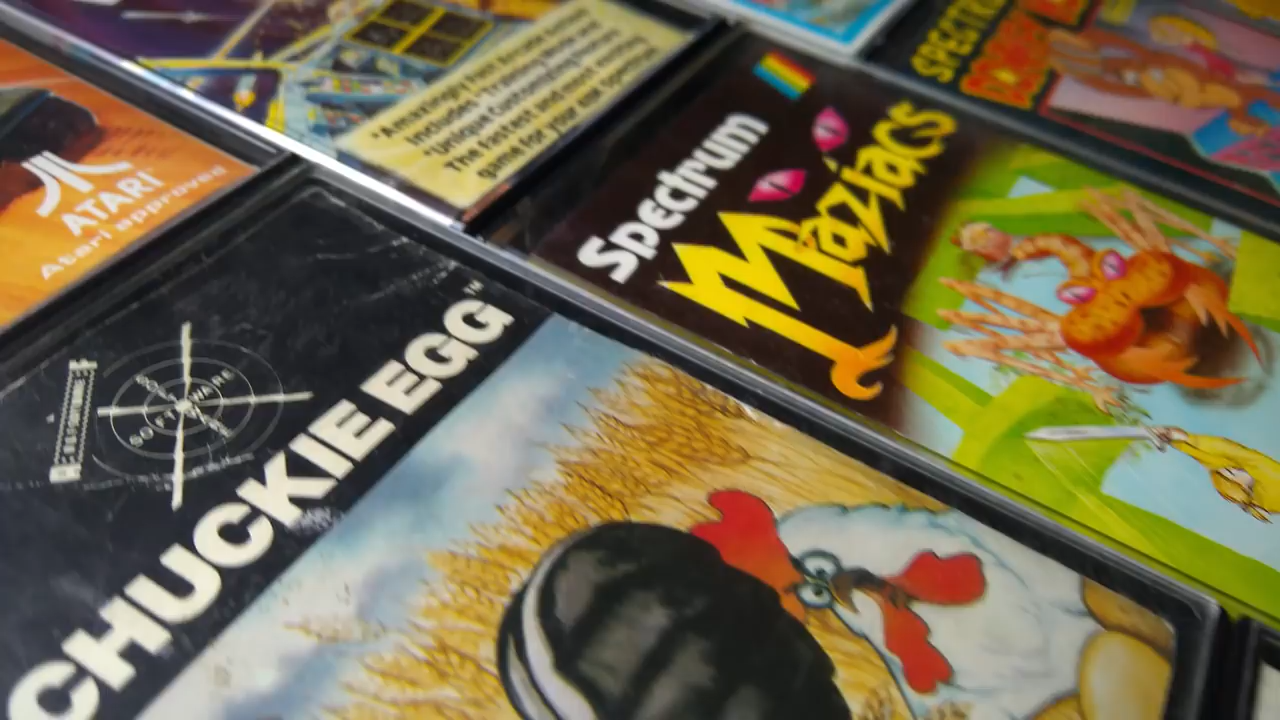 "Amazingly Fast Arcade Action
Includes "Training Mode and
"Unique Customising Feature
The fastest and most exciting
game for your 48K
SPECTRUM
Spectrum
Maziacs
ATARI
Atari approved
SOFTWARE
CHUCKIE EGG™